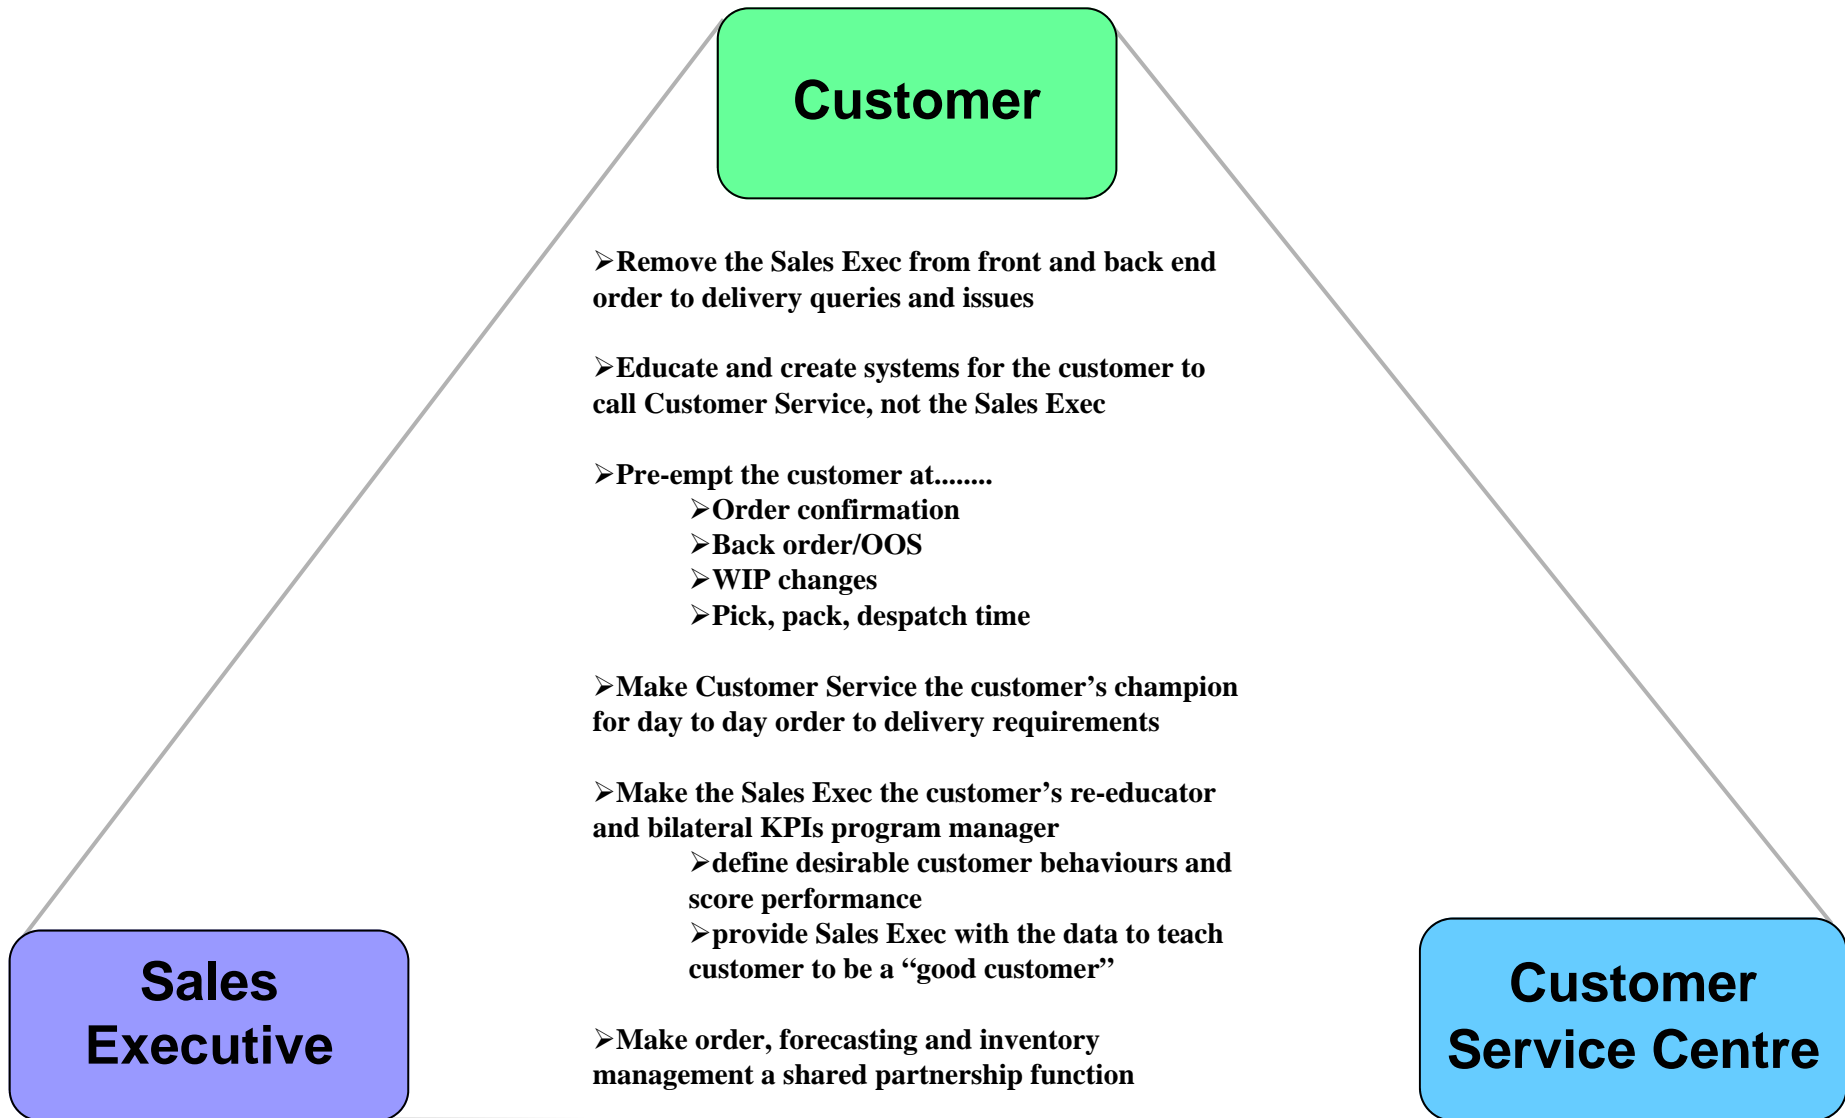 Customer
➢Remove the Sales Exec from front and back end
order to delivery queries and issues
➢Educate and create systems for the customer to
call Customer Service, not the Sales Exec
➢Pre-empt the customer at........
➢Order confirmation
➢Back order/OOS
➢WIP changes
➢Pick, pack, despatch time
➢Make Customer Service the customer’s champion
for day to day order to delivery requirements
➢Make the Sales Exec the customer’s re-educator
and bilateral KPIs program manager
➢define desirable customer behaviours and
score performance
➢provide Sales Exec with the data to teach
customer to be a “good customer”
➢Make order, forecasting and inventory
management a shared partnership function
Sales
Executive
Customer
Service Centre